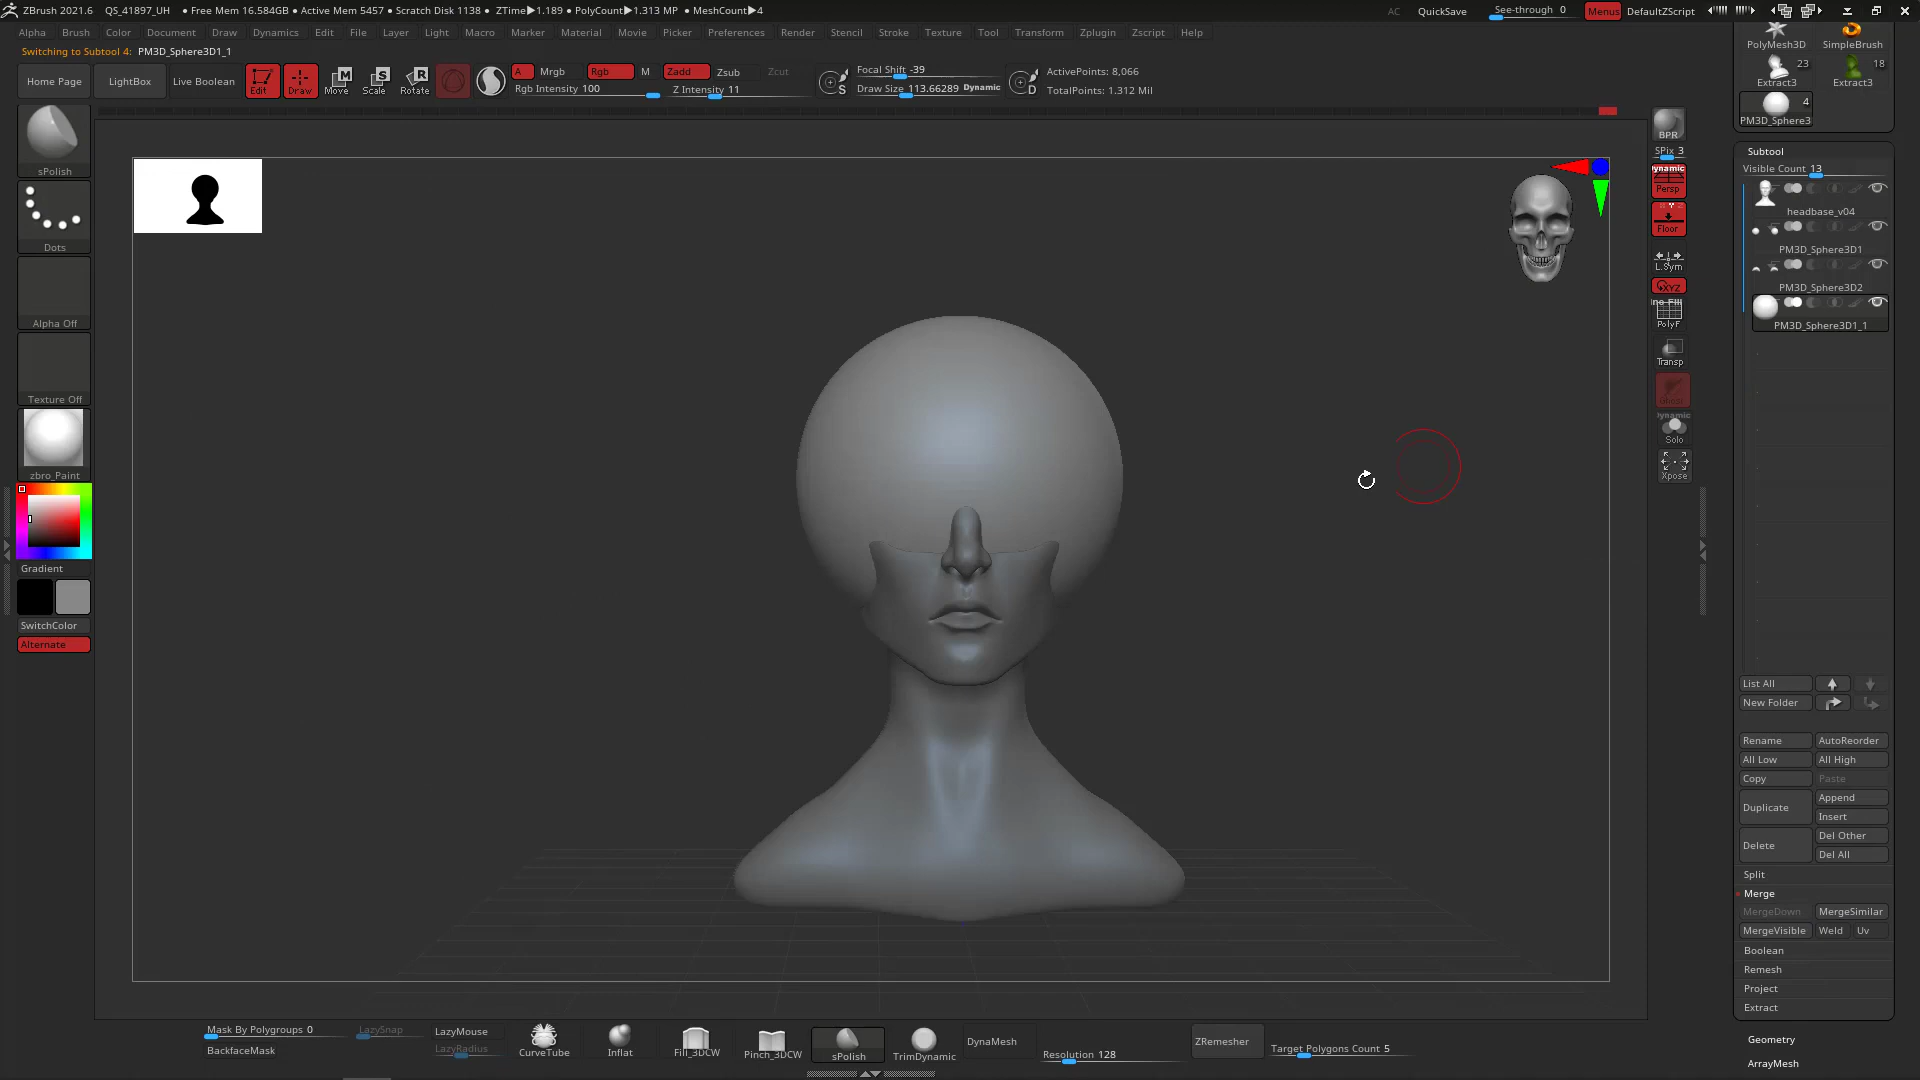 ZBrush 2021.6 QS_41897_UH • Free Mem 16.584GB • Active Mem 5457 • Scratch Disk 1138 • ZTime▶1.189 • PolyCount▶1.313 MP • MeshCount▶4 AC QuickSave See-through 0 Menus DefaultZScript
Alpha Brush Color Document Draw Dynamics Edit File Layer Light Macro Marker Material Movie Picker Preferences Render Stencil Stroke Texture Tool Transform Zplugin Zscript Help
Switching to Subtool 4: PM3D_Sphere3D1_1
Home Page LightBox Live Boolean Edit Draw Move Scale Rotate
A Mrgb Rgb M Zadd Zsub Zcut
Rgb Intensity 100 Z Intensity 11
S Focal Shift -39
Draw Size 113.66289 Dynamic
D ActivePoints: 8,066
TotalPoints: 1.312 Mil
sPolish
Dots
Alpha Off
Texture Off
zbro_Paint
Gradient
SwitchColor
Alternate
BPR
SPix 3
Persp
Floor
L.Sym
XYZ
PolyF
Transp
Dynamic
Solo
Xpose
PolyMesh3D SimpleBrush
23 18
Extract3 Extract3
4
PM3D_Sphere3
Subtool
Visible Count 13
headbase_v04
PM3D_Sphere3D1
PM3D_Sphere3D2
PM3D_Sphere3D1_1
List All
New Folder
Rename AutoReorder
All Low All High
Copy Paste
Duplicate Append
Insert
Delete Del Other
Del All
Split
Merge
MergeDown MergeSimilar
MergeVisible Weld Uv
Boolean
Remesh
Project
Extract
Geometry
ArrayMesh
Mask By Polygroups 0 LazySnap LazyMouse
BackfaceMask LazyRadius
CurveTube Inflat Fill_3DCW Pinch_3DCW sPolish TrimDynamic
DynaMesh Resolution 128 ZRemesher Target Polygons Count 5